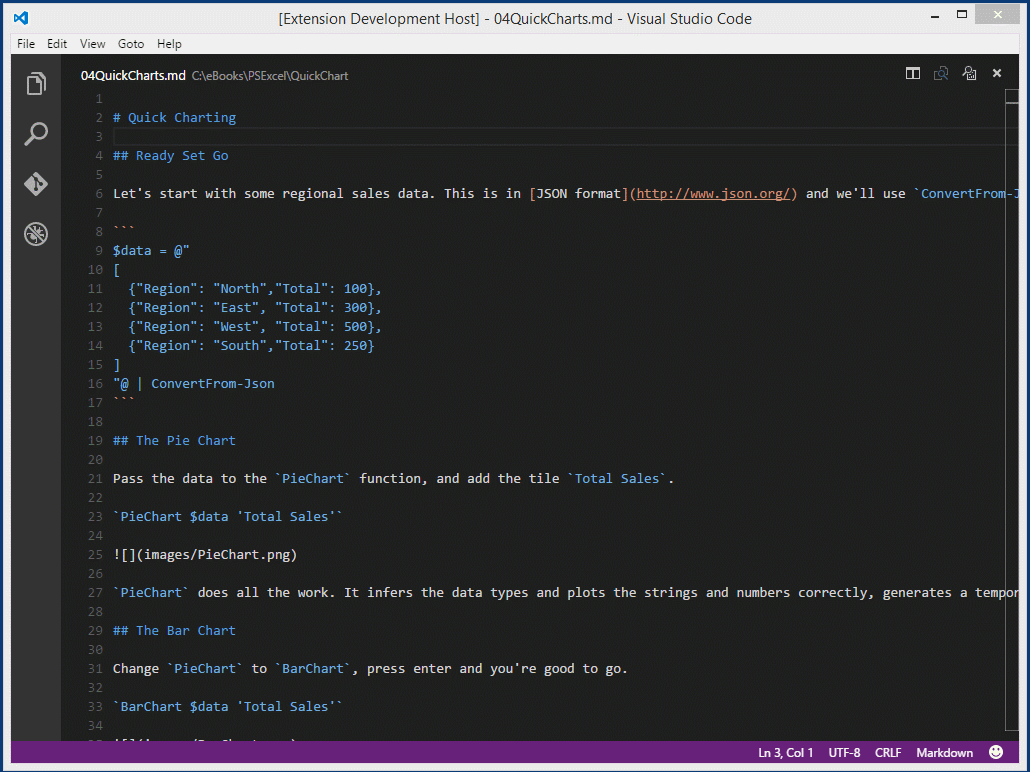 [Extension Development Host] - 04QuickCharts.md - Visual Studio Code
File Edit View Goto Help
04QuickCharts.md C:\eBooks\PSExcel\QuickChart
1
2 # Quick Charting
3
4 ## Ready Set Go
5
6 Let's start with some regional sales data. This is in [JSON format](http://www.json.org/) and we'll use `ConvertFrom-J
7
8 ```
9 $data = @"
10 [
11 {"Region": "North","Total": 100},
12 {"Region": "East", "Total": 300},
13 {"Region": "West", "Total": 500},
14 {"Region": "South","Total": 250}
15 ]
16 "@ | ConvertFrom-Json
17 ```
18
19 ## The Pie Chart
20
21 Pass the data to the `PieChart` function, and add the tile `Total Sales`.
22
23 `PieChart $data 'Total Sales'`
24
25 ![](images/PieChart.png)
26
27 `PieChart` does all the work. It infers the data types and plots the strings and numbers correctly, generates a tempor
28
29 ## The Bar Chart
30
31 Change `PieChart` to `BarChart`, press enter and you're good to go.
32
33 `BarChart $data 'Total Sales'`
34
Ln 3, Col 1 UTF-8 CRLF Markdown